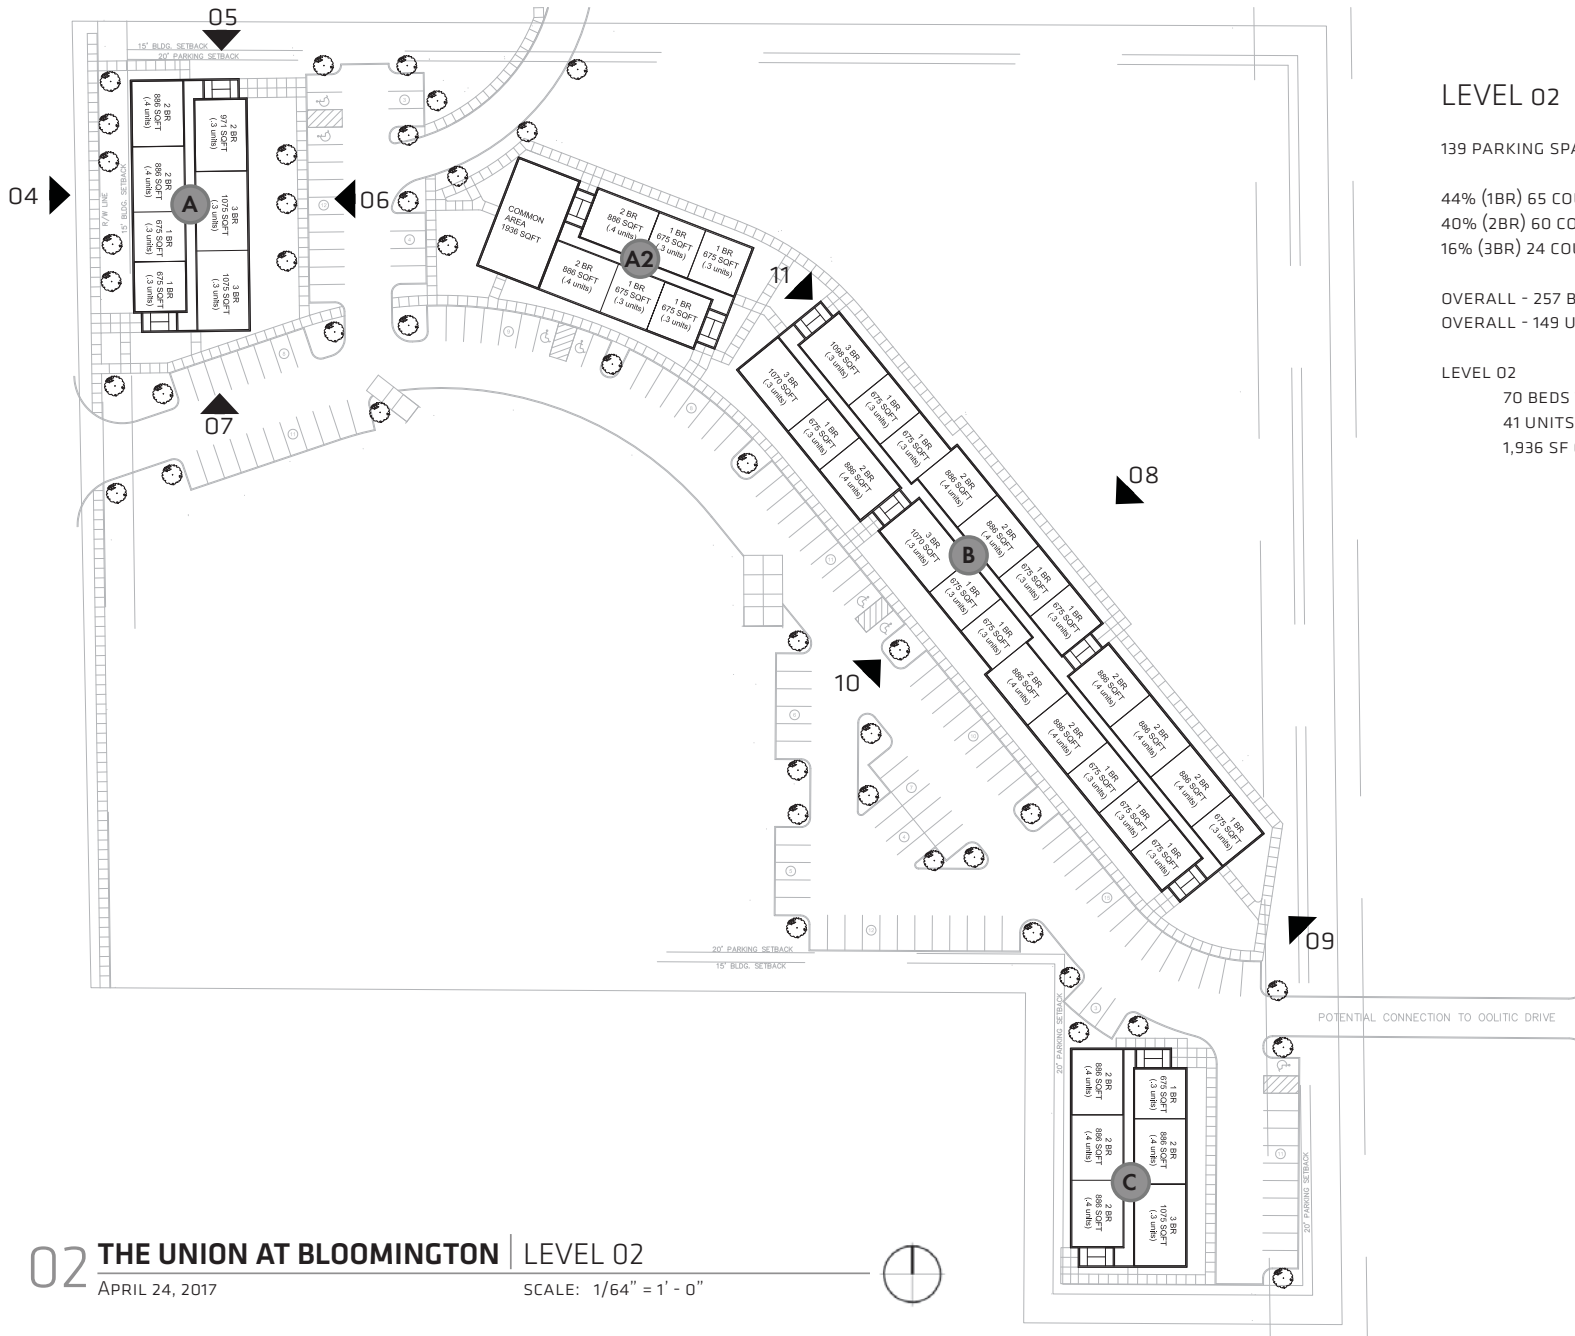 05
15' BLDG. SETBACK
20' PARKING SETBACK
04
R/W LINE
15' BLDG. SETBACK
2 BR
886 SQFT
(.4 units)
2 BR
971 SQFT
(.3 units)
2 BR
886 SQFT
(.4 units)
A
3 BR
1075 SQFT
(.3 units)
1 BR
675 SQFT
(.3 units)
1 BR
675 SQFT
(.3 units)
3 BR
1075 SQFT
(.3 units)
06
07
COMMON
AREA
1936 SQFT
2 BR
886 SQFT
(.4 units)
1 BR
675 SQFT
(.3 units)
1 BR
675 SQFT
(.3 units)
A2
2 BR
886 SQFT
(.4 units)
1 BR
675 SQFT
(.3 units)
1 BR
675 SQFT
(.3 units)
11
3 BR
1098 SQFT
(.3 units)
3 BR
1070 SQFT
(.3 units)
1 BR
675 SQFT
(.3 units)
1 BR
675 SQFT
(.3 units)
1 BR
675 SQFT
(.3 units)
2 BR
886 SQFT
(.4 units)
2 BR
886 SQFT
(.4 units)
2 BR
886 SQFT
(.4 units)
B
3 BR
1070 SQFT
(.3 units)
1 BR
675 SQFT
(.3 units)
1 BR
675 SQFT
(.3 units)
1 BR
675 SQFT
(.3 units)
1 BR
675 SQFT
(.3 units)
2 BR
886 SQFT
(.4 units)
2 BR
886 SQFT
(.4 units)
2 BR
886 SQFT
(.4 units)
2 BR
886 SQFT
(.4 units)
2 BR
886 SQFT
(.4 units)
1 BR
675 SQFT
(.3 units)
1 BR
675 SQFT
(.3 units)
1 BR
675 SQFT
(.3 units)
1 BR
675 SQFT
(.3 units)
08
10
09
20' PARKING SETBACK
15' BLDG. SETBACK
20' PARKING SETBACK
POTENTIAL CONNECTION TO OOLITIC DRIVE
2 BR
886 SQFT
(.4 units)
1 BR
675 SQFT
(.3 units)
2 BR
886 SQFT
(.4 units)
2 BR
886 SQFT
(.4 units)
C
2 BR
886 SQFT
(.4 units)
3 BR
1075 SQFT
(.3 units)
20' PARKING SETBACK
LEVEL 02
139 PARKING SPA
44% (1BR) 65 COU
40% (2BR) 60 CO
16% (3BR) 24 COU
OVERALL - 257 B
OVERALL - 149 U
LEVEL 02
70 BEDS
41 UNITS
1,936 SF
02 THE UNION AT BLOOMINGTON LEVEL 02
APRIL 24, 2017 SCALE: 1/64" = 1' - 0"